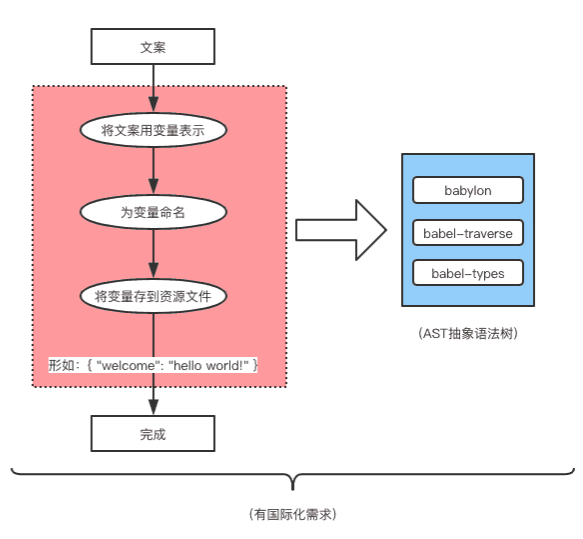 文案
将文案用变量表示
为变量命名
将变量存到资源文件
形如：{ "welcome": "hello world!" }
完成
babylon
babel-traverse
babel-types
(AST抽象语法树)
(有国际化需求)